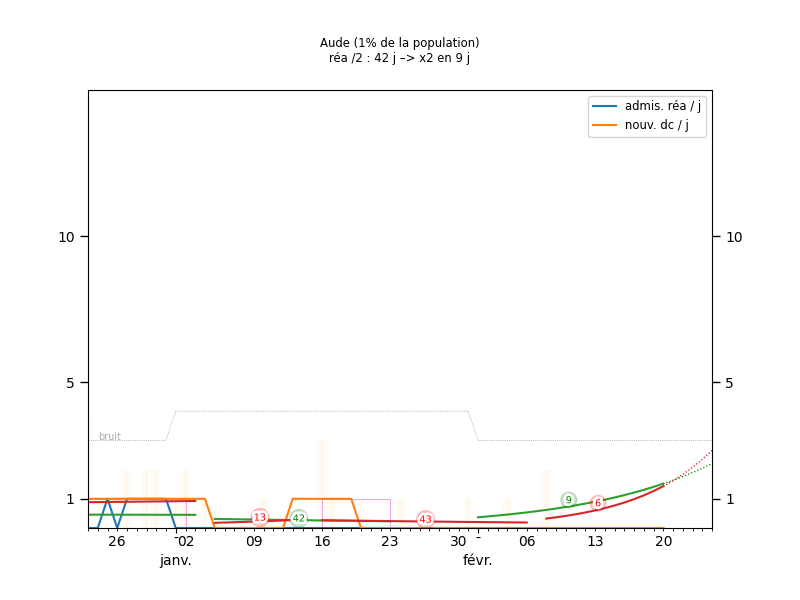 Aude (1% de la population)
réa /2 : 42 j –> x2 en 9 j
admis. réa / j
nouv. dc / j
10 10
5 5
bruit
1 1
13 42 43 9 6
26 02 09 16 23 30 06 13 20
janv. févr.